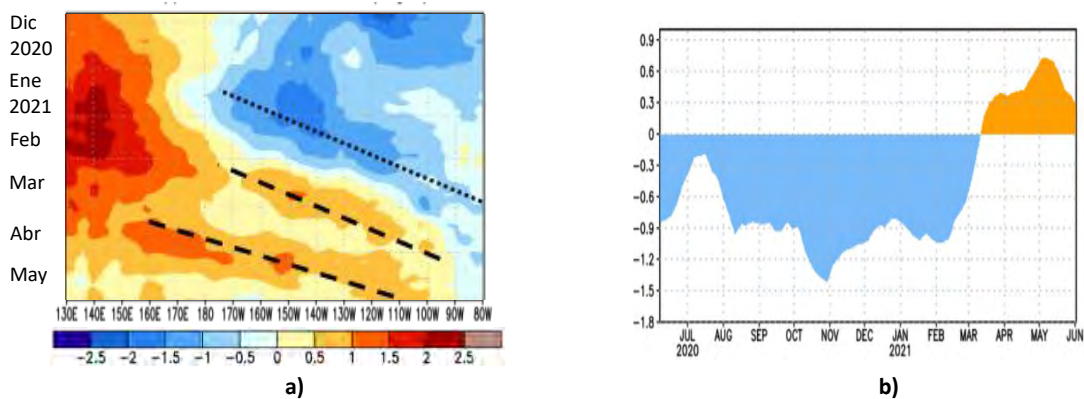 Dic
2020
Ene
2021
Feb
Mar
Abr
May
130E 140E 150E 160E 170E 180 170W 160W 150W 140W 130W 120W 110W 100W 90W 80W
-2.5 -2 -1.5 -1 -0.5 0 0.5 1 1.5 2 2.5
a)
0.9
0.6
0.3
0
-0.3
-0.6
-0.9
-1.2
-1.5
-1.8
JUL AUG SEP OCT NOV DEC JAN FEB MAR APR MAY JUN
2020 2021
b)